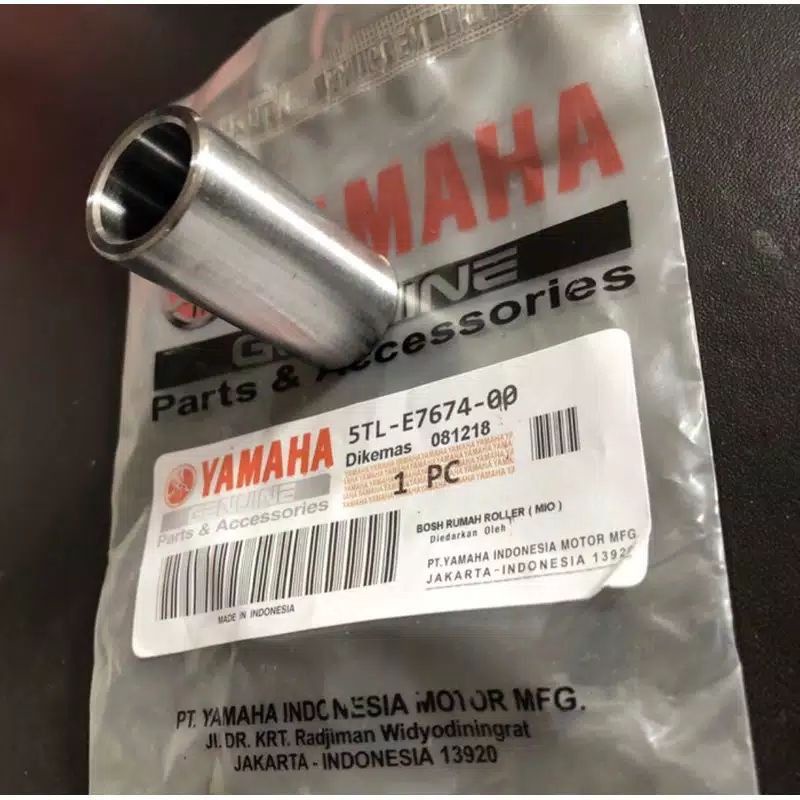 YAMAHA
GENUINE
Parts & Accessories
YAMAHA
GENUINE
Parts & Accessories
5TL-E7674-00
Dikemas 081218
1 PC
BOSH RUMAH ROLLER ( MIO )
Diedarkan Oleh
PT.YAMAHA INDONESIA MOTOR MFG
JAKARTA-INDONESIA 13920
MADE IN INDONESIA
PT. YAMAHA INDONESIA MOTOR MFG.
Jl. DR. KRT. Radjiman Widyodiningrat
JAKARTA - INDONESIA 13920